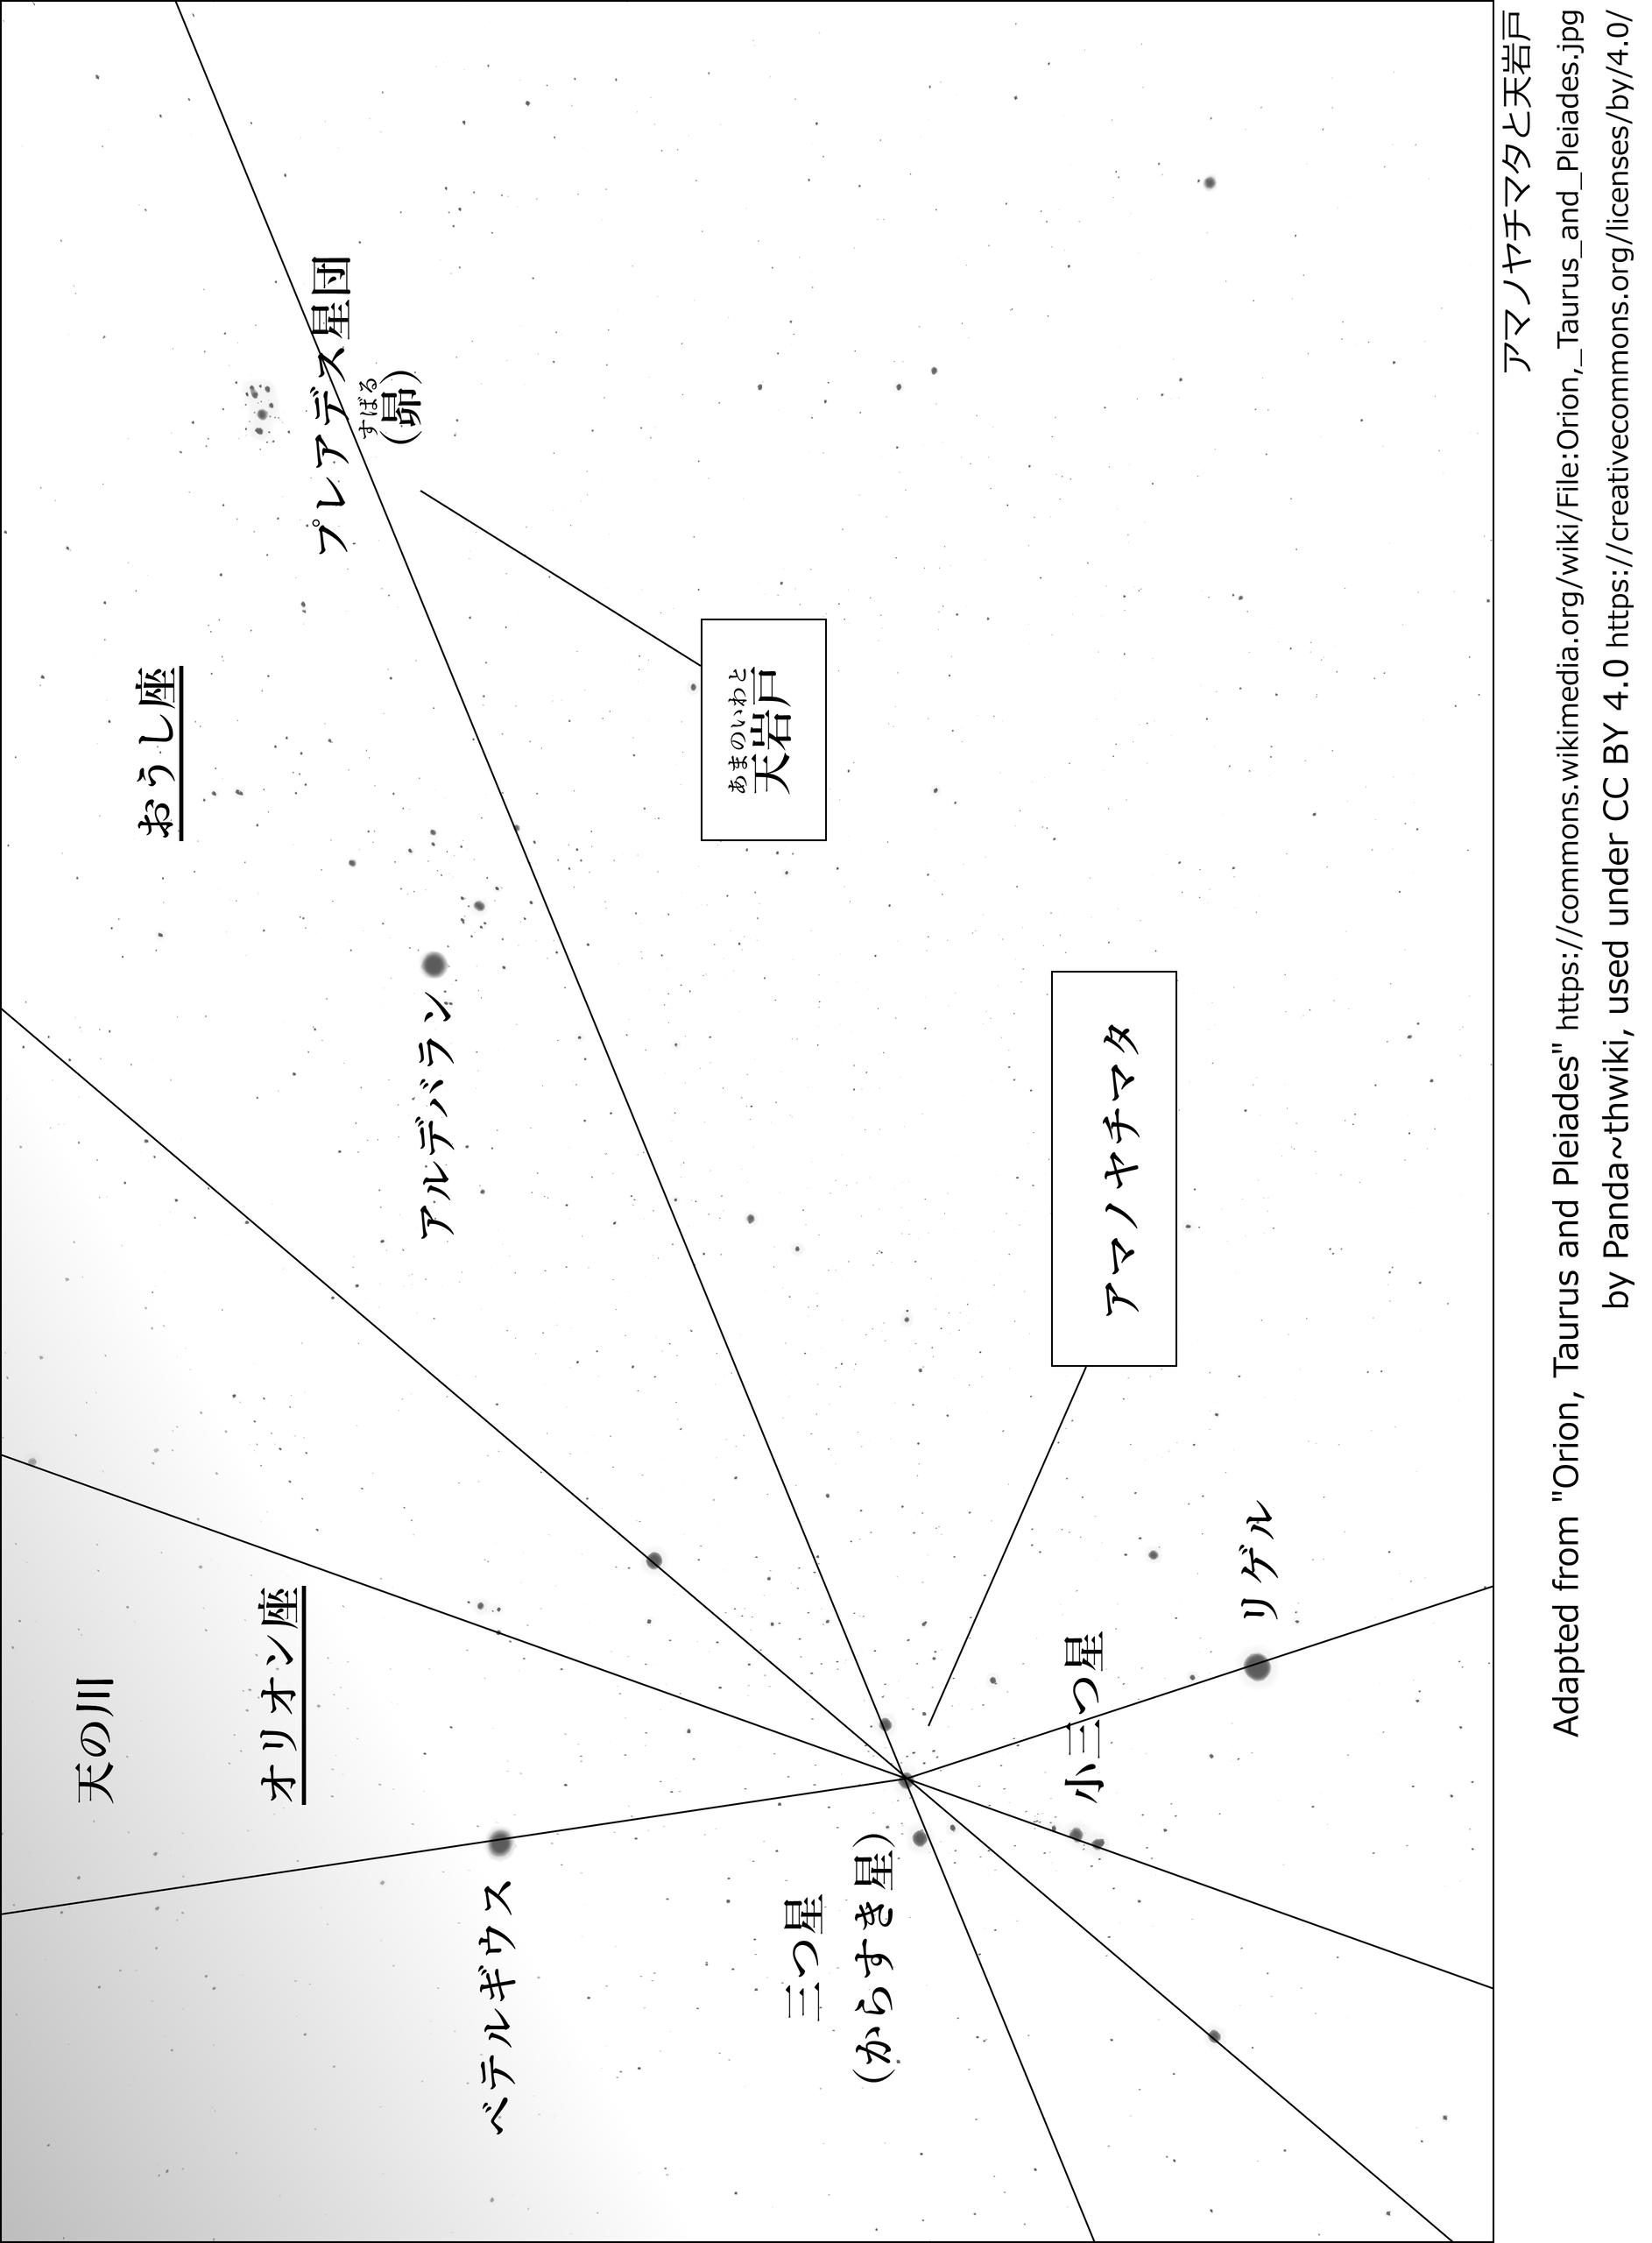 プレアデス星団
すばる
(昴)
おうし座
あまのいわと
天岩戸
アルデバラン
アマノヤチマタ
天の川
オリオン座
リゲル
小三つ星
三つ星
(からすき星)
ベテルギウス
アマノヤチマタと天岩戸
Adapted from "Orion, Taurus and Pleiades" https://commons.wikimedia.org/wiki/File:Orion,_Taurus_and_Pleiades.jpg
by Panda~thwiki, used under CC BY 4.0 https://creativecommons.org/licenses/by/4.0/